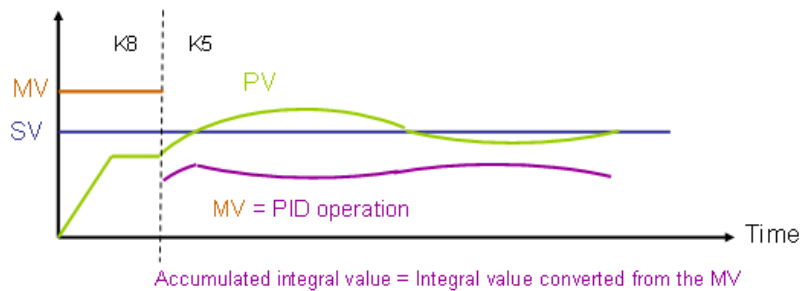 K8 K5
MV
PV
SV
MV = PID operation
Time
Accumulated integral value = Integral value converted from the MV